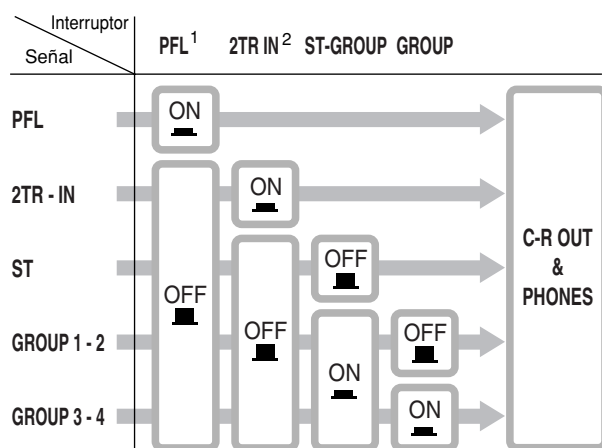 Interruptor
Señal
PFL1 2TR IN2 ST-GROUP GROUP
PFL ON
2TR - IN ON
ST OFF
C-R OUT
&
PHONES
OFF
GROUP 1 - 2 OFF OFF
ON
GROUP 3 - 4 ON